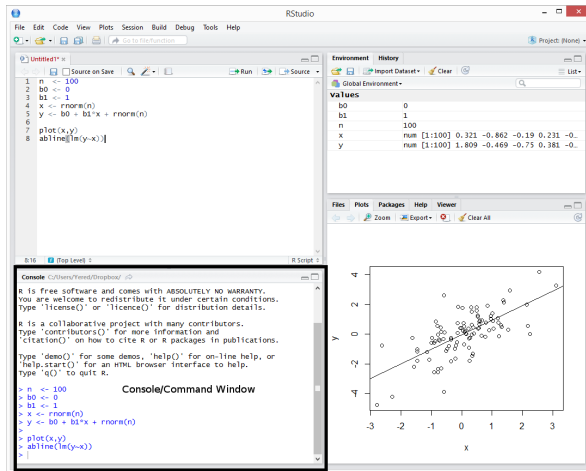 RStudio
File Edit Code View Plots Session Build Debug Tools Help
Go to file/function
Project: (None)
Untitled1*
Source on Save
Run
Source
1 n <- 100
2 b0 <- 0
3 b1 <- 1
4 x <- rnorm(n)
5 y <- b0 + b1*x + rnorm(n)
6
7 plot(x,y)
8 abline(lm(y~x))
8:16 (Top Level) R Script
Console C:/Users/Yered/Dropbox/
R is free software and comes with ABSOLUTELY NO WARRANTY.
You are welcome to redistribute it under certain conditions.
Type 'license()' or 'licence()' for distribution details.
R is a collaborative project with many contributors.
Type 'contributors()' for more information and
'citation()' on how to cite R or R packages in publications.
Type 'demo()' for some demos, 'help()' for on-line help, or
'help.start()' for an HTML browser interface to help.
Type 'q()' to quit R.
Console/Command Window
> n <- 100
> b0 <- 0
> b1 <- 1
> x <- rnorm(n)
> y <- b0 + b1*x + rnorm(n)
>
> plot(x,y)
> abline(lm(y~x))
>
Environment History
Import Dataset Clear List
Global Environment
values
b0 0
b1 1
n 100
x num [1:100] 0.321 -0.862 -0.19 0.231 -0…
y num [1:100] 1.809 -0.469 -0.75 0.381 -0…
Files Plots Packages Help Viewer
Zoom Export Clear All
y
4
2
0
-2
-4
-3 -2 -1 0 1 2 3
x